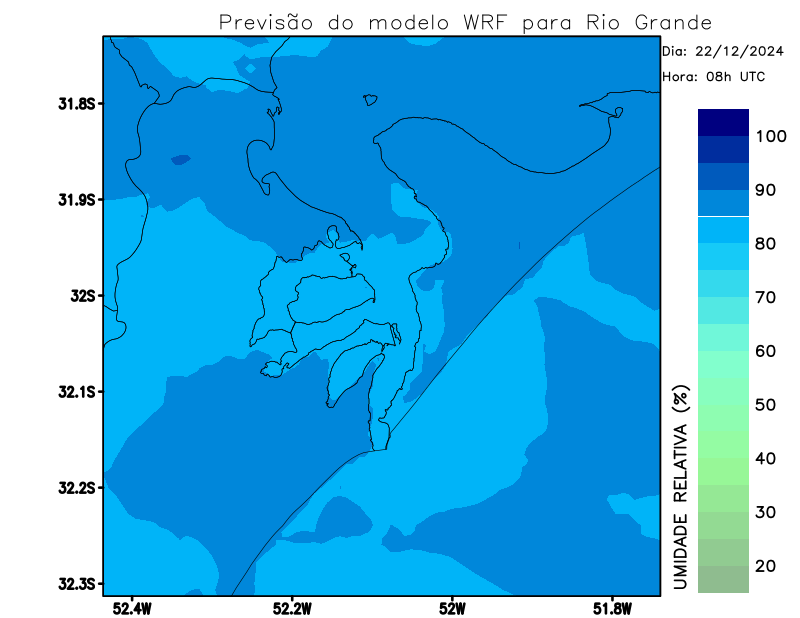 Previsão do modelo WRF para Rio Grande
Dia: 22/12/2024
Hora: 08h UTC
31.8S
31.9S
32S
32.1S
32.2S
32.3S
52.4W
52.2W
52W
51.8W
UMIDADE RELATIVA (%)
100
90
80
70
60
50
40
30
20